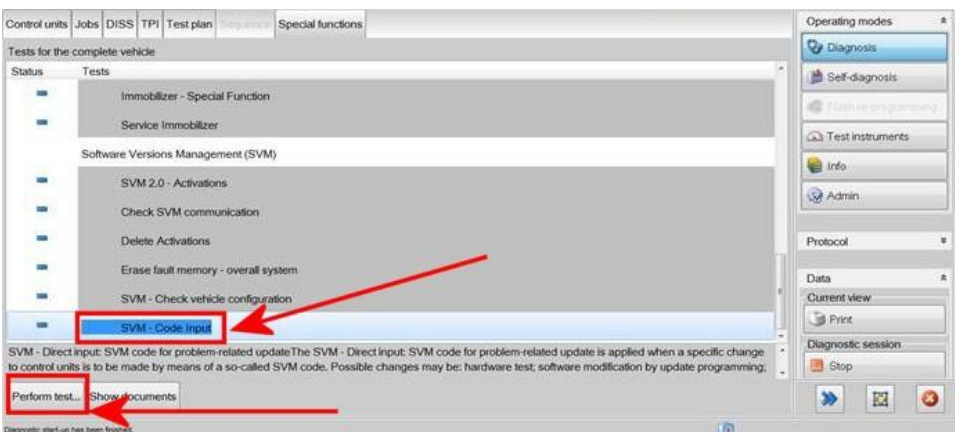 Control units Jobs DISS TPI Test plan Sequence Special functions
Tests for the complete vehicle
Status Tests
Immobilizer - Special Function
Service Immobilizer
Software Versions Management (SVM)
SVM 2.0 - Activations
Check SVM communication
Delete Activations
Erase fault memory - overall system
SVM - Check vehicle configuration
SVM - Code Input
SVM - Direct input: SVM code for problem-related updateThe SVM - Direct input: SVM code for problem-related update is applied when a specific change
to control units is to be made by means of a so-called SVM code. Possible changes may be: hardware test; software modification by update programming;
Perform test... Show documents
Diagnostic start-up has been finished.
Operating modes
Diagnosis
Self-diagnosis
Flash re-programming
Test instruments
Info
Admin
Protocol
Data
Current view
Print
Diagnostic session
Stop